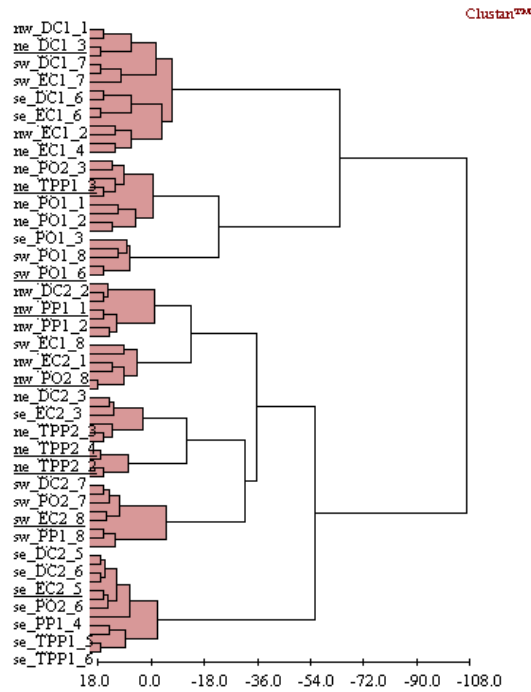 Clustan™
nw_DC1_1
ne_DC1_3
sw_DC1_7
sw_EC1_7
se_DC1_6
se_EC1_6
nw_EC1_2
ne_EC1_4
ne_PO2_3
ne_TPP1_3
ne_PO1_1
ne_PO1_2
se_PO1_3
sw_PO1_8
sw_PO1_6
nw_DC2_2
nw_PP1_1
nw_PP1_2
sw_EC1_8
nw_EC2_1
nw_PO2_8
ne_DC2_3
se_EC2_3
ne_TPP2_3
ne_TPP2_4
ne_TPP2_2
sw_DC2_7
sw_PO2_7
sw_EC2_8
sw_PP1_8
se_DC2_5
se_DC2_6
se_EC2_5
se_PO2_6
se_PP1_4
se_TPP1_5
se_TPP1_6
18.0 0.0 -18.0 -36.0 -54.0 -72.0 -90.0 -108.0